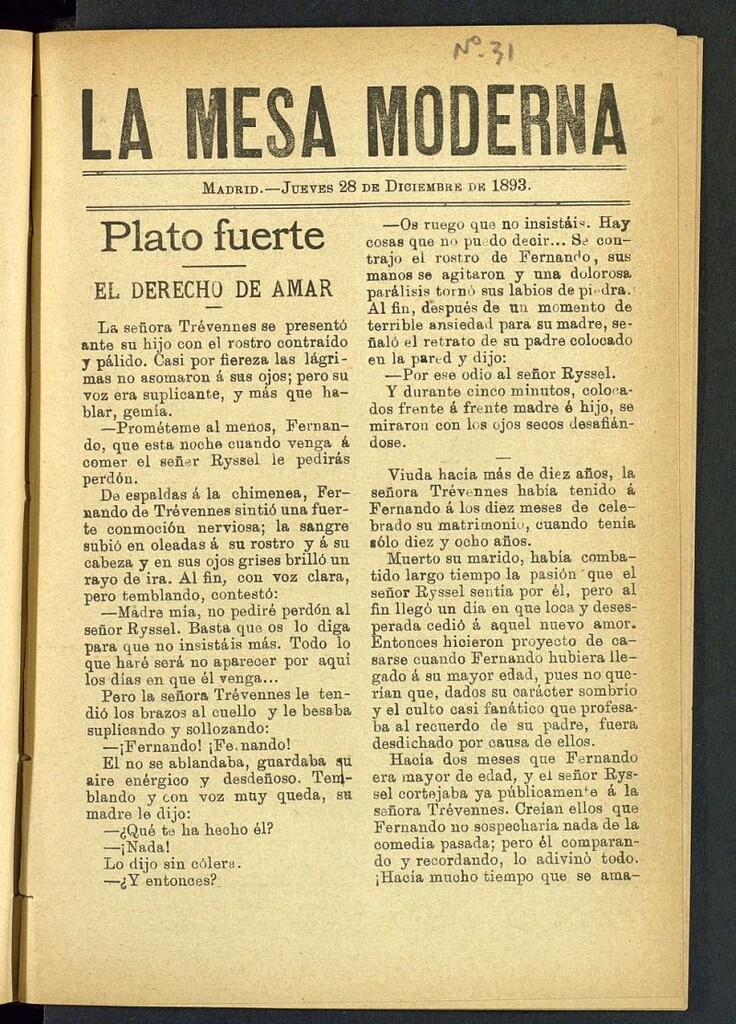 Nº. 31
LA MESA MODERNA
MADRID.—JUEVES 28 DE DICIEMBRE DE 1893.
Plato fuerte
EL DERECHO DE AMAR
La señora Trévennes se presentó
ante su hijo con el rostro contraído
y pálido. Casi por fiereza las lágri-
mas no asomaron á sus ojos; pero su
voz era suplicante, y más que ha-
blar, gemía.
—Prométeme al menos, Fernan-
do, que esta noche cuando venga á
comer el señer Ryssel le pedirás
perdón.
De espaldas á la chimenea, Fer-
nando de Trévennes sintió una fuer-
te conmoción nerviosa; la sangre
subió en oleadas á su rostro y á su
cabeza y en sus ojos grises brilló un
rayo de ira. Al fin, con voz clara,
pero temblando, contestó:
—Madre mia, no pediré perdón al
señor Ryssel. Basta que os lo diga
para que no insistáis más. Todo lo
que haré será no aparecer por aquí
los días en que él venga...
Pero la señora Trévennes le ten-
dió los brazos al cuello y le besaba
suplicando y sollozando:
—¡Fernando! ¡Fe.nando!
El no se ablandaba, guardaba su
aire enérgico y desdeñoso. Tem-
blando y con voz muy queda, su
madre le dijo:
—¿Qué te ha hecho él?
—¡Nada!
Lo dijo sin cólera.
—¿Y entonces?
—Os ruego que no insistáis. Hay
cosas que no puedo decir... Se con-
trajo el rostro de Fernando, sus
manos se agitaron y una dolorosa
parálisis tornó sus labios de piedra.
Al fin, después de un momento de
terrible ansiedad para su madre, se-
ñaló el retrato de su padre colocado
en la pared y dijo:
—Por ese odio al señor Ryssel.
Y durante cinco minutos, coloca-
dos frente á frente madre é hijo, se
miraron con los ojos secos desafián-
dose.
—
Viuda hacía más de diez años, la
señora Trévennes había tenido á
Fernando á los diez meses de cele-
brado su matrimonio, cuando tenia
sólo diez y ocho años.
Muerto su marido, había comba-
tido largo tiempo la pasión que el
señor Ryssel sentía por él, pero al
fin llegó un día en que loca y deses-
perada cedió á aquel nuevo amor.
Entonces hicieron proyecto de ca-
sarse cuando Fernando hubiera lle-
gado á su mayor edad, pues no que-
rían que, dados su carácter sombrío
y el culto casi fanático que profesa-
ba al recuerdo de su padre, fuera
desdichado por causa de ellos.
Hacía dos meses que Fernando
era mayor de edad, y el señor Rys-
sel cortejaba ya públicamente á la
señora Trévennes. Creían ellos que
Fernando no sospecharía nada de la
comedia pasada; pero él comparan-
do y recordando, lo adivinó todo.
¡Hacía mucho tiempo que se ama-